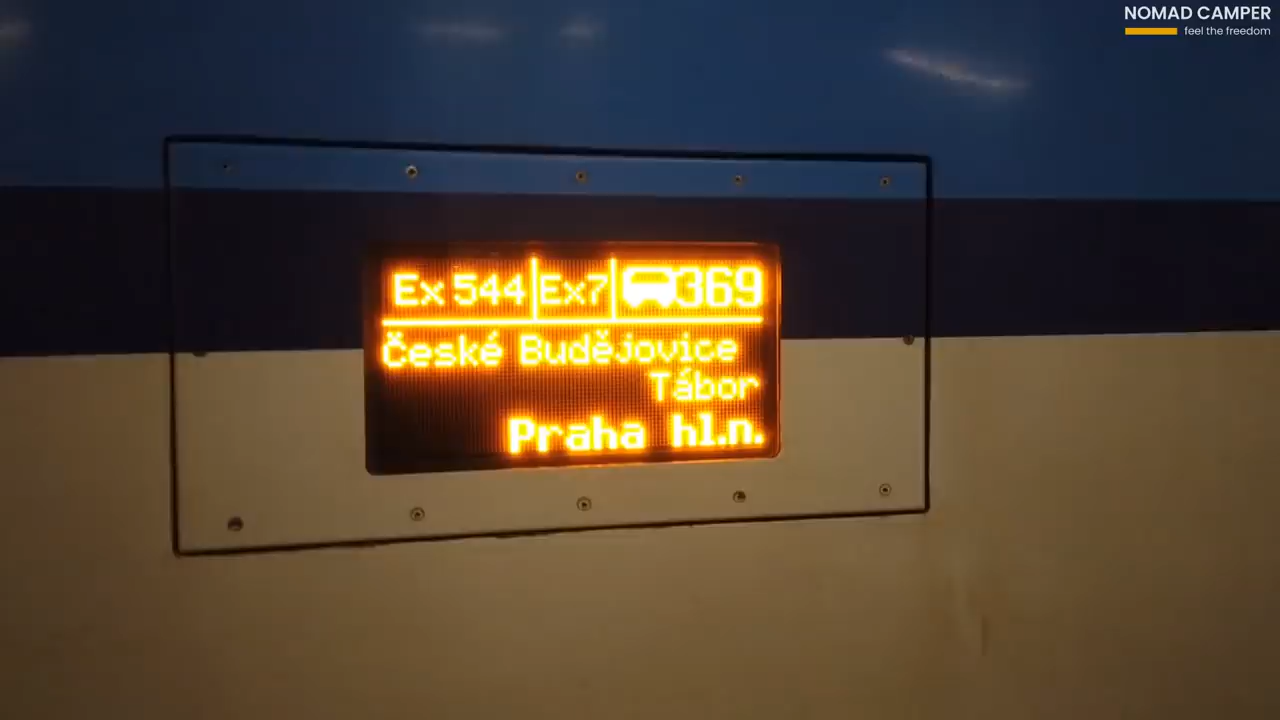 NOMAD CAMPER
feel the freedom
Ex 544 Ex7 369
České Budějovice
Tábor
Praha hl.n.